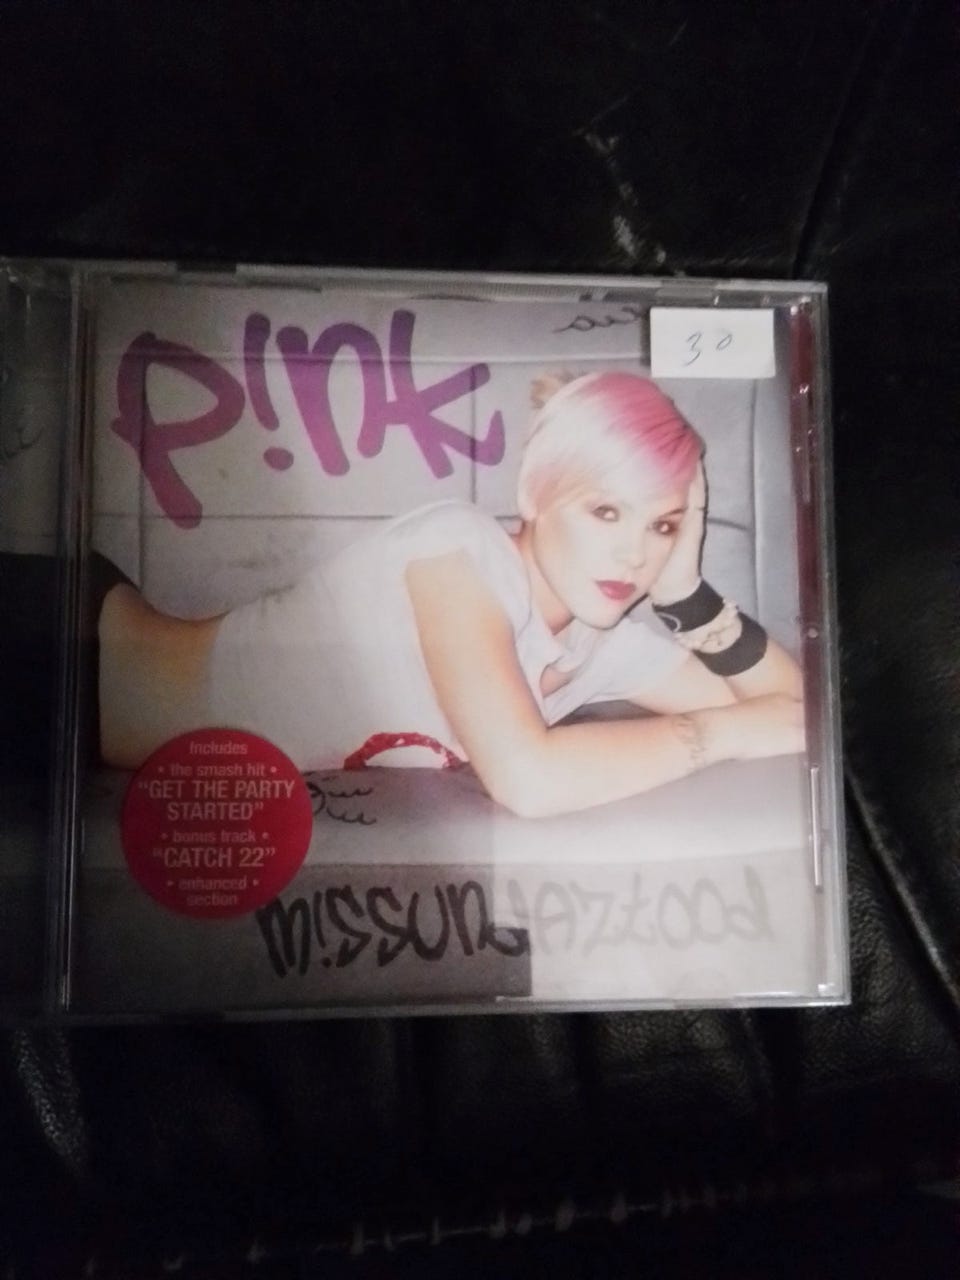 P!nk
30
Includes
• the smash hit •
"GET THE PARTY
STARTED"
• bonus track •
"CATCH 22"
• enhanced •
section
M!SSUNdAZtOOd